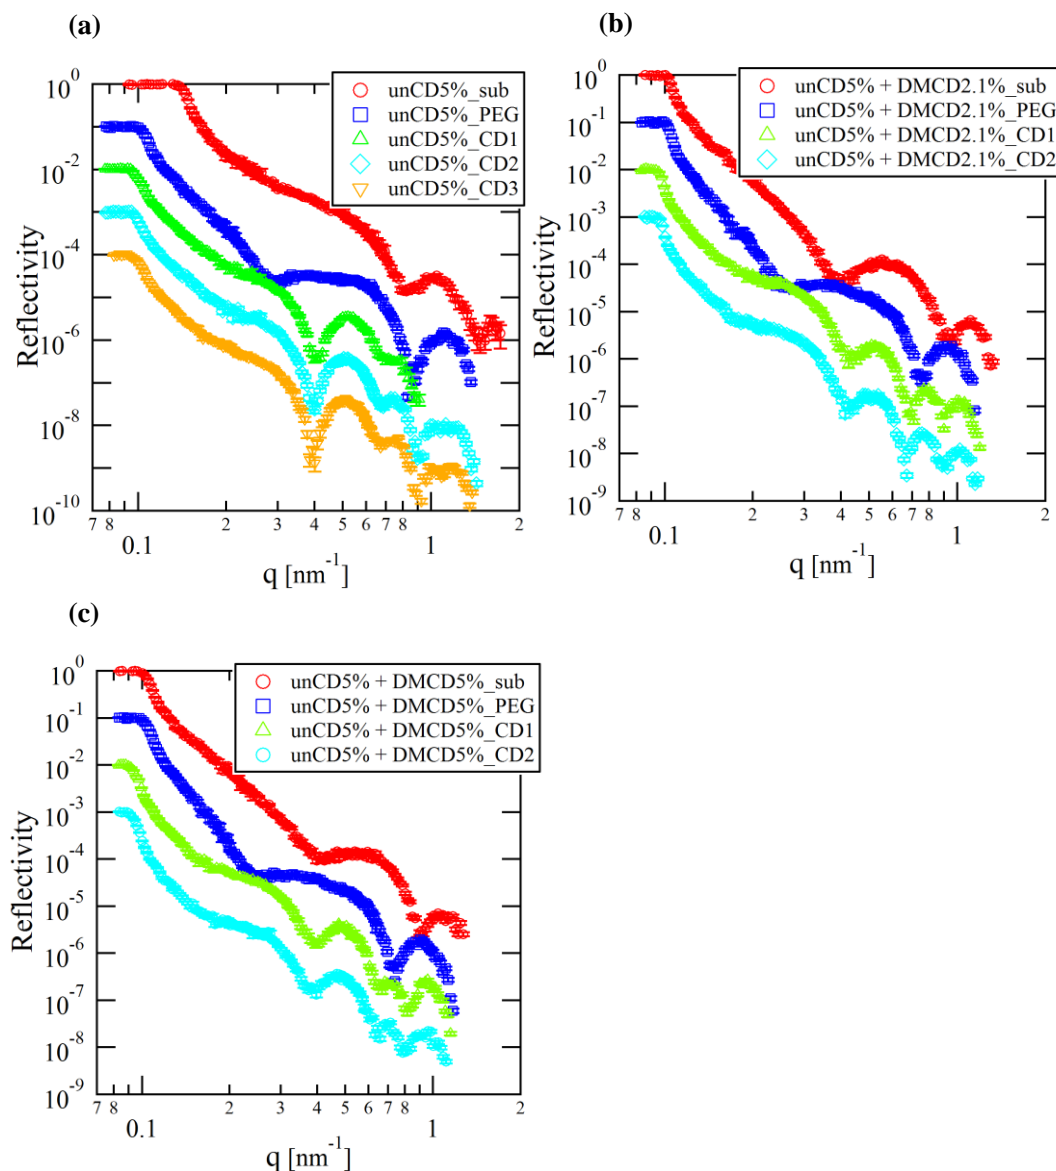 (a)
10^0
10^-2
10^-4
10^-6
10^-8
10^-10
Reflectivity
unCD5%_sub
unCD5%_PEG
unCD5%_CD1
unCD5%_CD2
unCD5%_CD3
7 8 2 3 4 5 6 7 8 2
0.1 1
q [nm^-1]
(b)
10^0
10^-1
10^-2
10^-3
10^-4
10^-5
10^-6
10^-7
10^-8
10^-9
Reflectivity
unCD5% + DMCD2.1%_sub
unCD5% + DMCD2.1%_PEG
unCD5% + DMCD2.1%_CD1
unCD5% + DMCD2.1%_CD2
7 8 2 3 4 5 6 7 8 2
0.1 1
q [nm^-1]
(c)
10^0
10^-1
10^-2
10^-3
10^-4
10^-5
10^-6
10^-7
10^-8
10^-9
Reflectivity
unCD5% + DMCD5%_sub
unCD5% + DMCD5%_PEG
unCD5% + DMCD5%_CD1
unCD5% + DMCD5%_CD2
7 8 2 3 4 5 6 7 8 2
0.1 1
q [nm^-1]